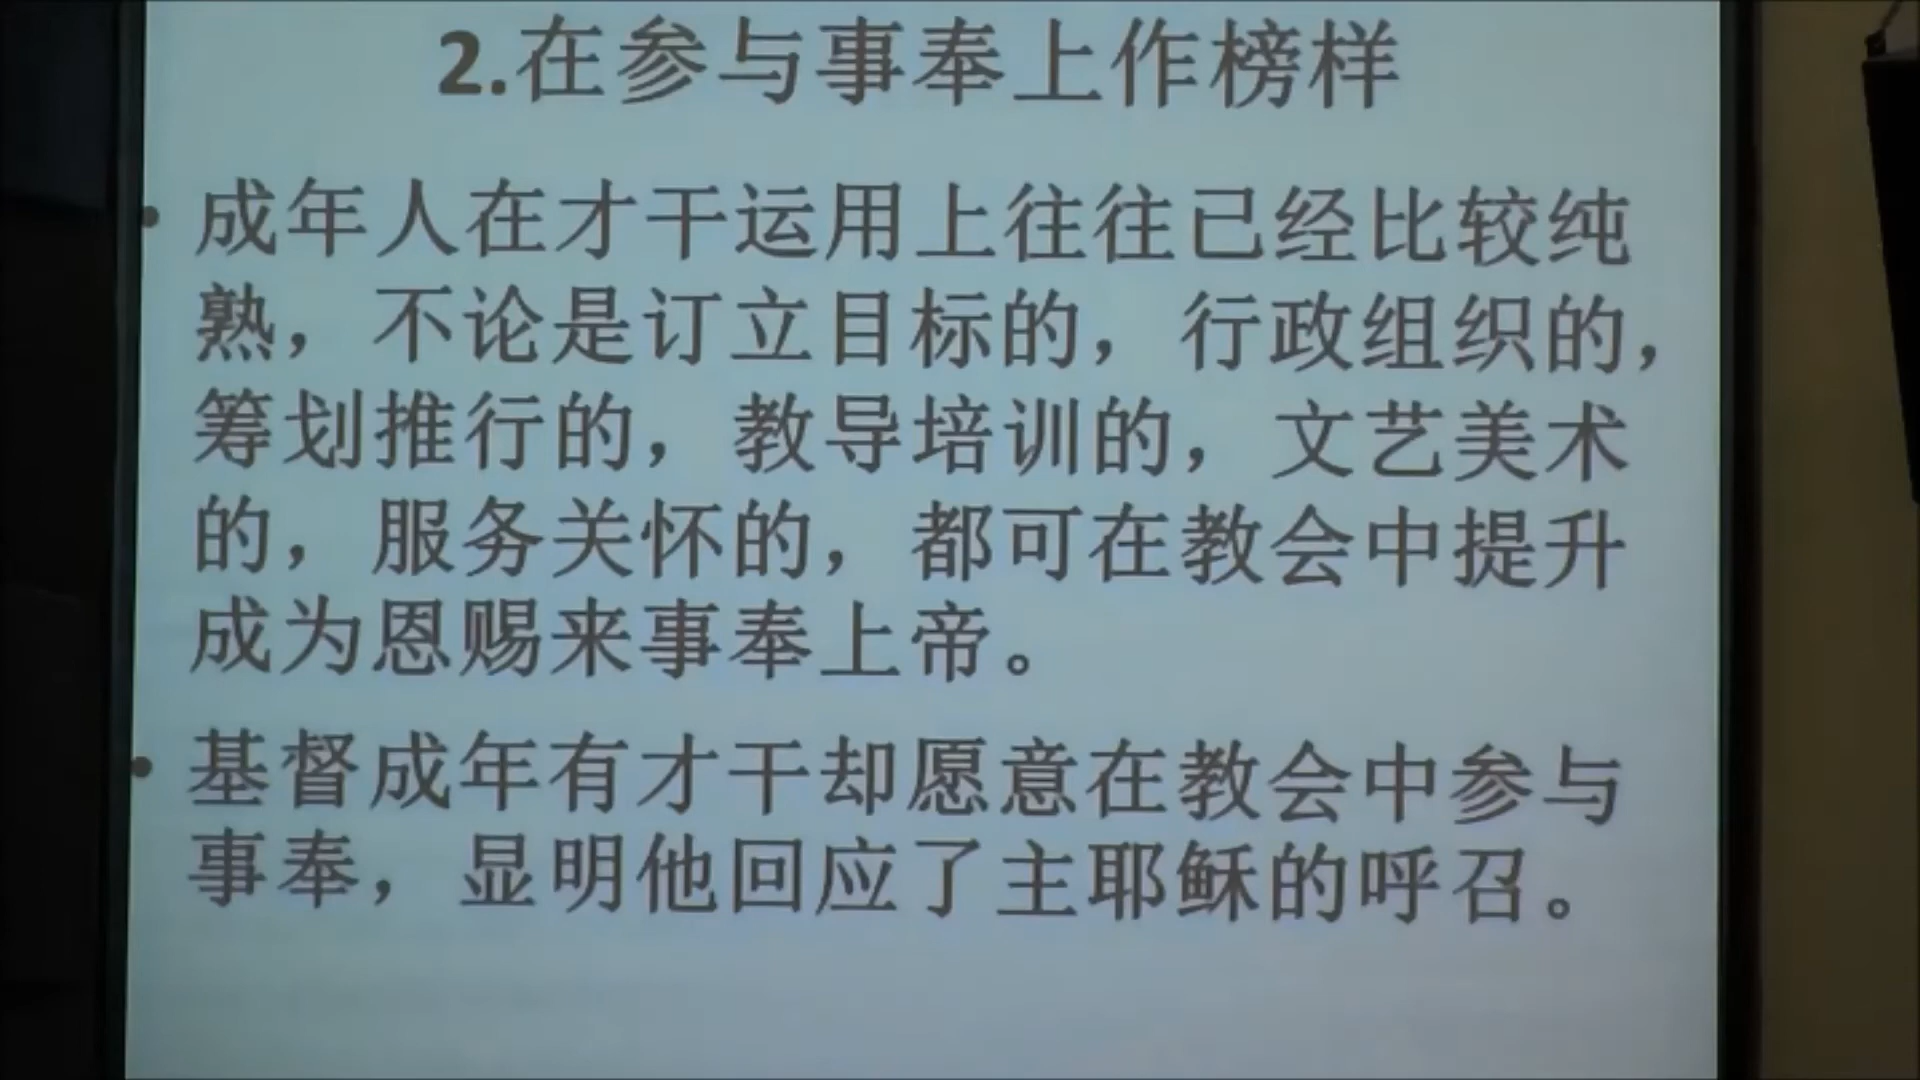 2.在参与事奉上作榜样
• 成年人在才干运用上往往已经比较纯
熟，不论是订立目标的，行政组织的，
筹划推行的，教导培训的，文艺美术
的，服务关怀的，都可在教会中提升
成为恩赐来事奉上帝。
• 基督成年有才干却愿意在教会中参与
事奉，显明他回应了主耶稣的呼召。